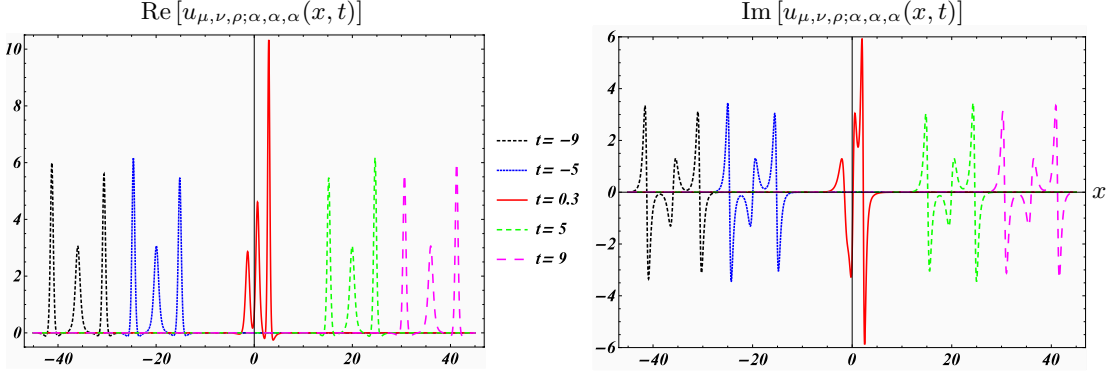 Re [u_{μ,ν,ρ;α,α,α}(x, t)]
10
8
6
4
2
0
−40 −20 0 20 40
t = −9
t = −5
t = 0.3
t = 5
t = 9
Im [u_{μ,ν,ρ;α,α,α}(x, t)]
6
4
2
0
−2
−4
−6
−40 −20 0 20 40
x